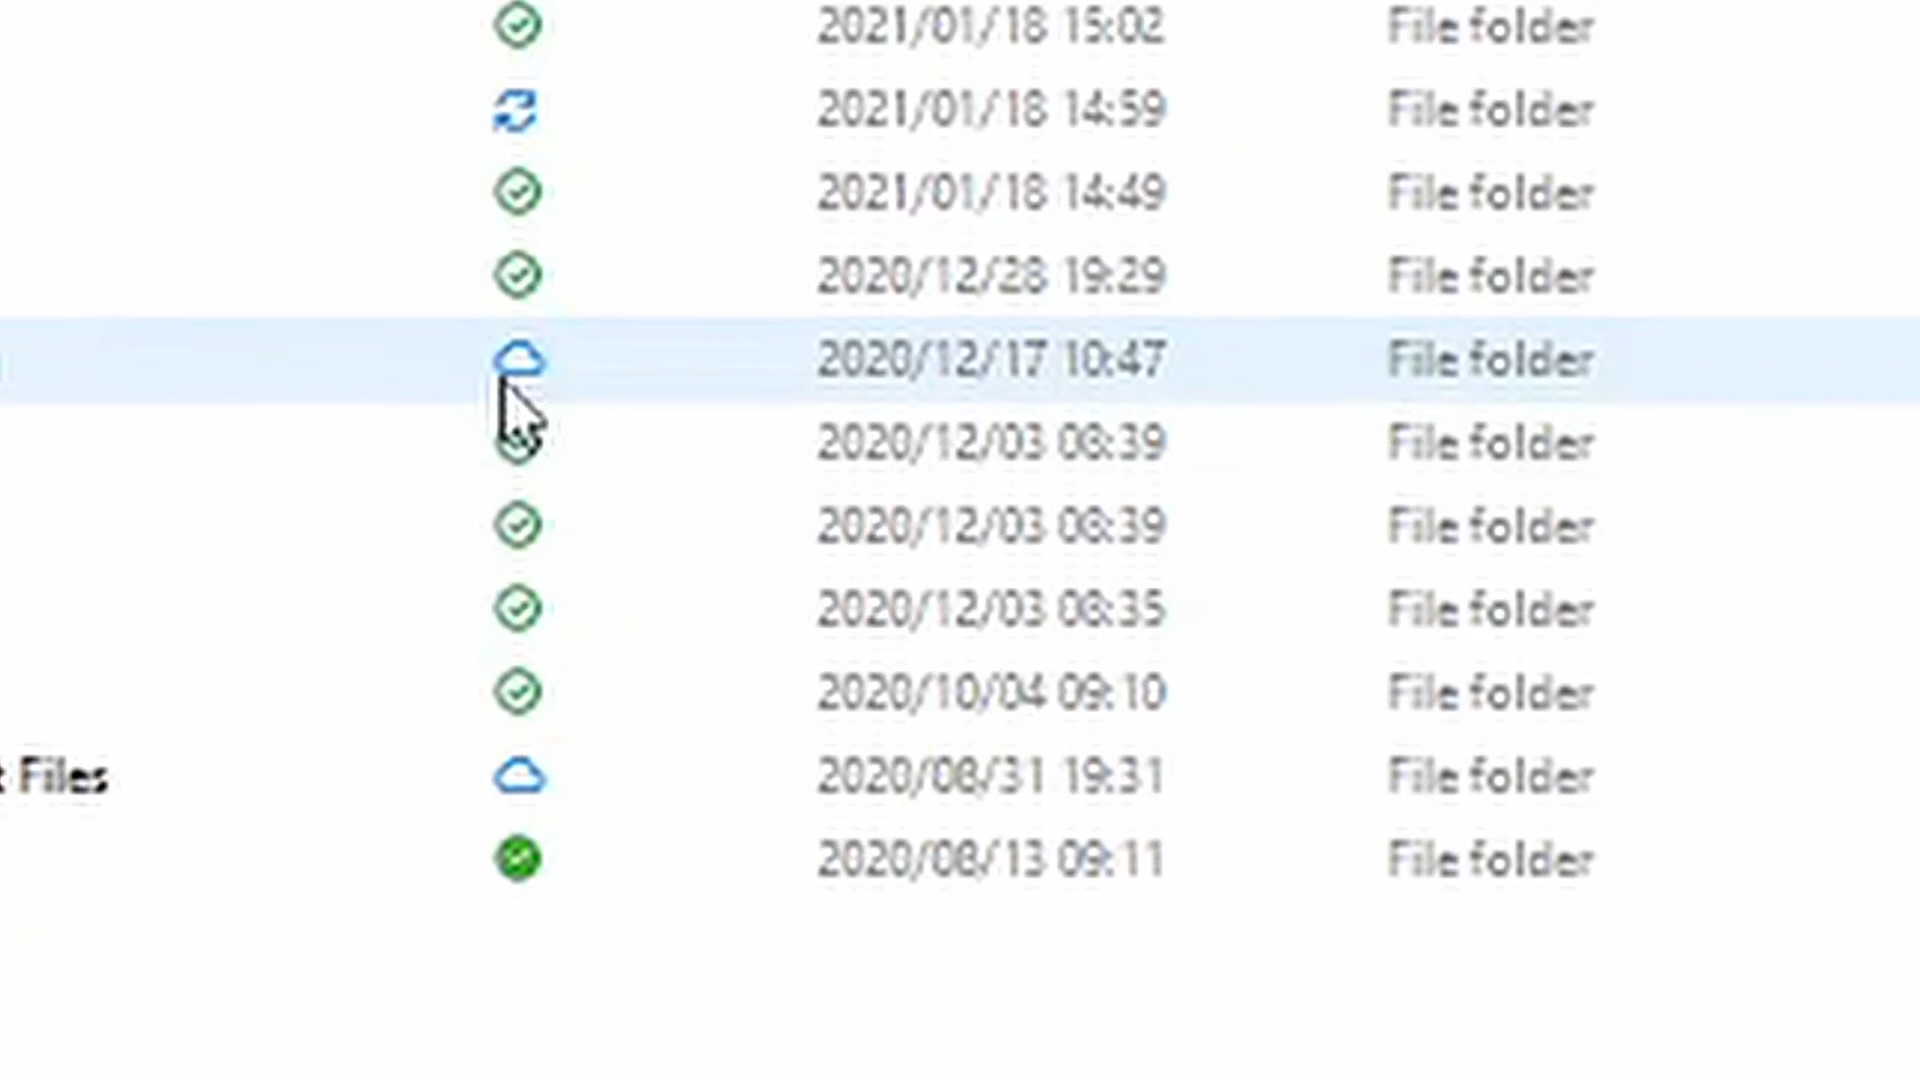 2021/01/18 15:02 File folder
2021/01/18 14:59 File folder
2021/01/18 14:49 File folder
2020/12/28 19:29 File folder
2020/12/17 10:47 File folder
2020/12/03 08:39 File folder
2020/12/03 08:39 File folder
2020/12/03 08:35 File folder
2020/10/04 09:10 File folder
Files 2020/08/31 19:31 File folder
2020/08/13 09:11 File folder